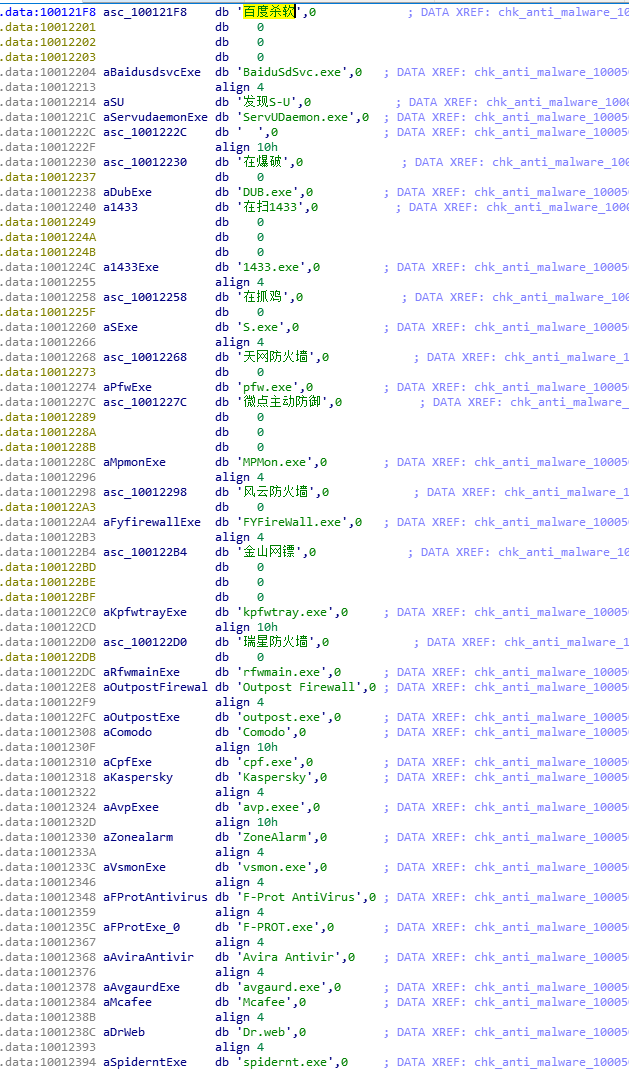 .data:100121F8 asc_100121F8 db '百度杀软',0 ; DATA XREF: chk_anti_malware_10
.data:10012201 db 0
.data:10012202 db 0
.data:10012203 db 0
.data:10012204 aBaidusdsvcExe db 'BaiduSdSvc.exe',0 ; DATA XREF: chk_anti_malware_10005
.data:10012213 align 4
.data:10012214 aSU db '发现S-U',0 ; DATA XREF: chk_anti_malware_1000
.data:1001221C aServudaemonExe db 'ServUDaemon.exe',0 ; DATA XREF: chk_anti_malware_10005
.data:1001222C asc_1001222C db '  ',0 ; DATA XREF: chk_anti_malware_10005
.data:1001222F align 10h
.data:10012230 asc_10012230 db '在爆破',0 ; DATA XREF: chk_anti_malware_100
.data:10012237 db 0
.data:10012238 aDubExe db 'DUB.exe',0 ; DATA XREF: chk_anti_malware_10005
.data:10012240 a1433 db '在扫1433',0 ; DATA XREF: chk_anti_malware_1000
.data:10012249 db 0
.data:1001224A db 0
.data:1001224B db 0
.data:1001224C a1433Exe db '1433.exe',0 ; DATA XREF: chk_anti_malware_10005
.data:10012255 align 4
.data:10012258 asc_10012258 db '在抓鸡',0 ; DATA XREF: chk_anti_malware_100
.data:1001225F db 0
.data:10012260 aSExe db 'S.exe',0 ; DATA XREF: chk_anti_malware_10005
.data:10012266 align 4
.data:10012268 asc_10012268 db '天网防火墙',0 ; DATA XREF: chk_anti_malware_1
.data:10012273 db 0
.data:10012274 aPfwExe db 'pfw.exe',0 ; DATA XREF: chk_anti_malware_10005
.data:1001227C asc_1001227C db '微点主动防御',0 ; DATA XREF: chk_anti_malware_
.data:10012289 db 0
.data:1001228A db 0
.data:1001228B db 0
.data:1001228C aMpmonExe db 'MPMon.exe',0 ; DATA XREF: chk_anti_malware_10005
.data:10012296 align 4
.data:10012298 asc_10012298 db '风云防火墙',0 ; DATA XREF: chk_anti_malware_1
.data:100122A3 db 0
.data:100122A4 aFyfirewallExe db 'FYFireWall.exe',0 ; DATA XREF: chk_anti_malware_10005
.data:100122B3 align 4
.data:100122B4 asc_100122B4 db '金山网镖',0 ; DATA XREF: chk_anti_malware_10
.data:100122BD db 0
.data:100122BE db 0
.data:100122BF db 0
.data:100122C0 aKpfwtrayExe db 'kpfwtray.exe',0 ; DATA XREF: chk_anti_malware_10005
.data:100122CD align 10h
.data:100122D0 asc_100122D0 db '瑞星防火墙',0 ; DATA XREF: chk_anti_malware_1
.data:100122DB db 0
.data:100122DC aRfwmainExe db 'rfwmain.exe',0 ; DATA XREF: chk_anti_malware_10005
.data:100122E8 aOutpostFirewal db 'Outpost Firewall',0 ; DATA XREF: chk_anti_malware_10005
.data:100122F9 align 4
.data:100122FC aOutpostExe db 'outpost.exe',0 ; DATA XREF: chk_anti_malware_10005
.data:10012308 aComodo db 'Comodo',0 ; DATA XREF: chk_anti_malware_10005
.data:1001230F align 10h
.data:10012310 aCpfExe db 'cpf.exe',0 ; DATA XREF: chk_anti_malware_10005
.data:10012318 aKaspersky db 'Kaspersky',0 ; DATA XREF: chk_anti_malware_10005
.data:10012322 align 4
.data:10012324 aAvpExee db 'avp.exee',0 ; DATA XREF: chk_anti_malware_10005
.data:1001232D align 10h
.data:10012330 aZonealarm db 'ZoneAlarm',0 ; DATA XREF: chk_anti_malware_10005
.data:1001233A align 4
.data:1001233C aVsmonExe db 'vsmon.exe',0 ; DATA XREF: chk_anti_malware_10005
.data:10012346 align 4
.data:10012348 aFProtAntivirus db 'F-Prot AntiVirus',0 ; DATA XREF: chk_anti_malware_10005
.data:10012359 align 4
.data:1001235C aFProtExe_0 db 'F-PROT.exe',0 ; DATA XREF: chk_anti_malware_10005
.data:10012367 align 4
.data:10012368 aAviraAntivir db 'Avira Antivir',0 ; DATA XREF: chk_anti_malware_10005
.data:10012376 align 4
.data:10012378 aAvgaurdExe db 'avgaurd.exe',0 ; DATA XREF: chk_anti_malware_10005
.data:10012384 aMcafee db 'Mcafee',0 ; DATA XREF: chk_anti_malware_10005
.data:1001238B align 4
.data:1001238C aDrWeb db 'Dr.web',0 ; DATA XREF: chk_anti_malware_10005
.data:10012393 align 4
.data:10012394 aSpiderntExe db 'spidernt.exe',0 ; DATA XREF: chk_anti_malware_10005